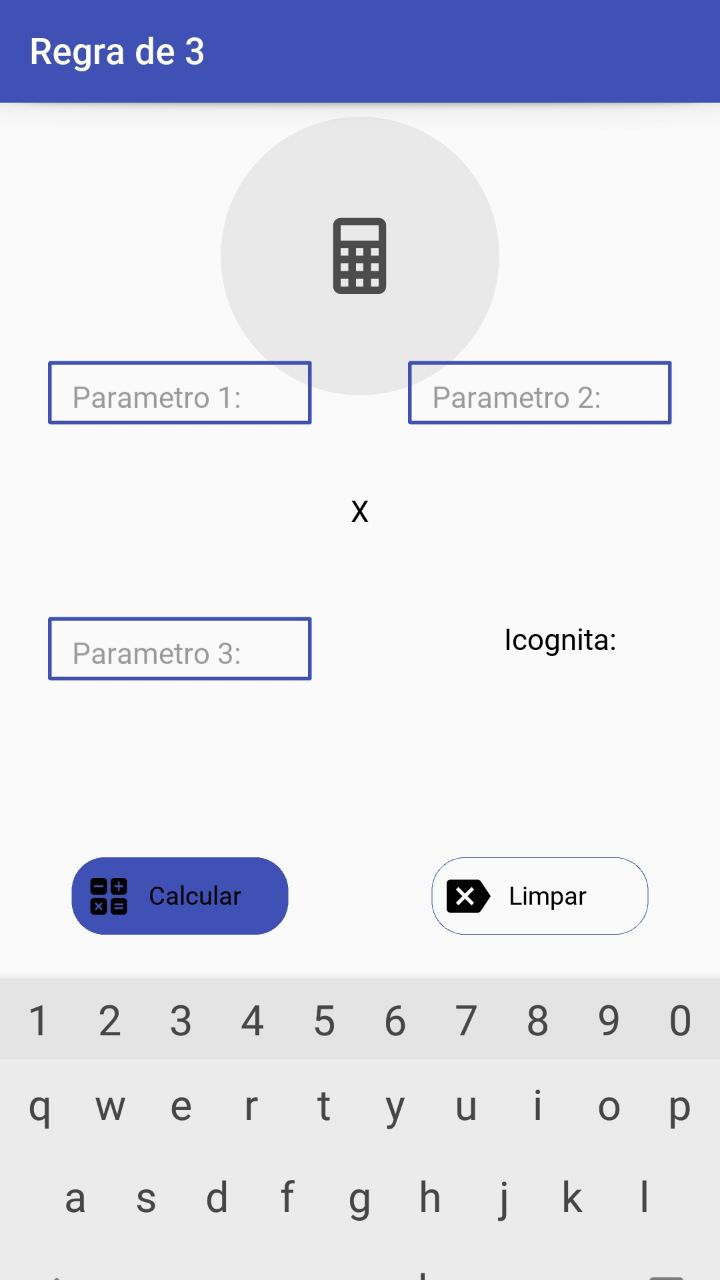 Regra de 3
Parametro 1: Parametro 2:
X
Parametro 3: Icognita:
Calcular Limpar
1 2 3 4 5 6 7 8 9 0
q w e r t y u i o p
a s d f g h j k l